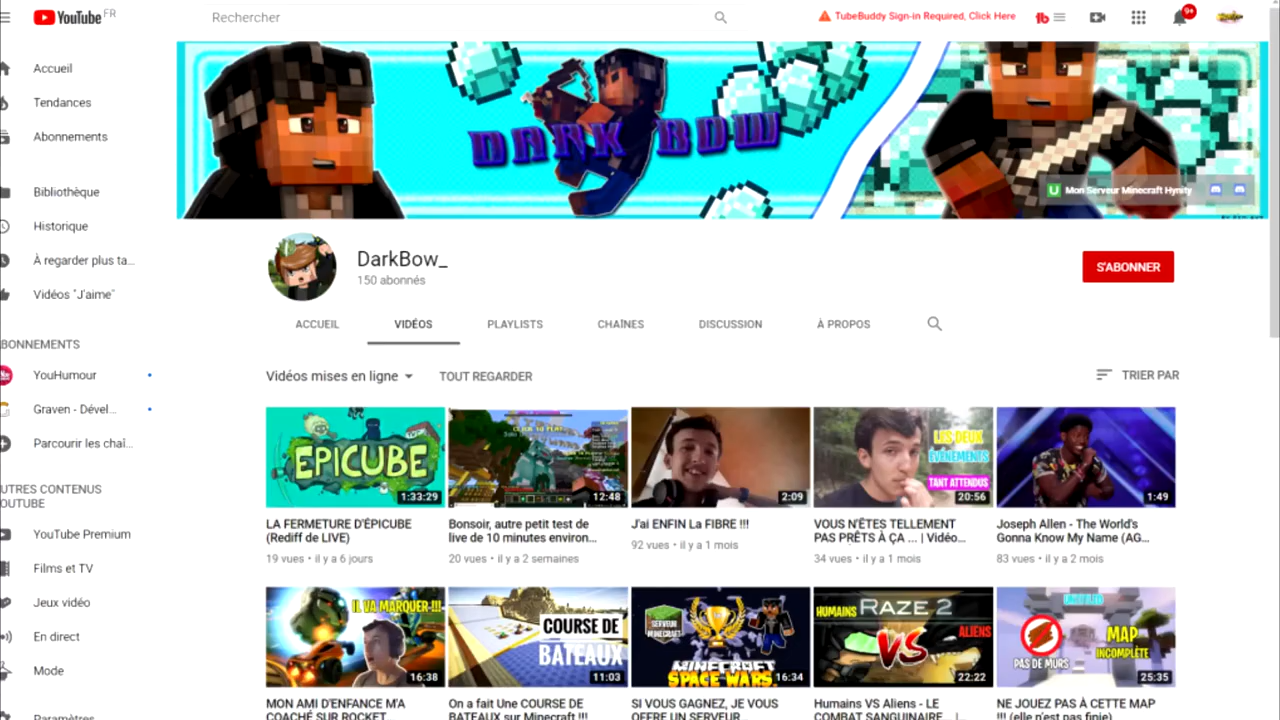 YouTube FR
Rechercher
TubeBuddy Sign-in Required, Click Here
tb
9+
Accueil
Tendances
Abonnements
Bibliothèque
Historique
À regarder plus ta...
Vidéos "J'aime"
BONNEMENTS
YouHumour
Graven - Dével...
Parcourir les chaî...
UTRES CONTENUS
OUTUBE
YouTube Premium
Films et TV
Jeux vidéo
En direct
Mode
Paramètres
DARK BOW
Mon Serveur Minecraft Hynity
DarkBow_
150 abonnés
S'ABONNER
ACCUEIL
VIDÉOS
PLAYLISTS
CHAÎNES
DISCUSSION
À PROPOS
Vidéos mises en ligne
TOUT REGARDER
TRIER PAR
EPICUBE
1:33:29
LA FERMETURE D'ÉPICUBE
(Rediff de LIVE)
19 vues • il y a 6 jours
12:48
Bonsoir, autre petit test de
live de 10 minutes environ...
20 vues • il y a 2 semaines
2:09
J'ai ENFIN La FIBRE !!!
92 vues • il y a 1 mois
LES DEUX
ÉVÉNEMENTS
TANT ATTENDUS
20:56
VOUS N'ÊTES TELLEMENT
PAS PRÊTS À ÇA ... | Vidéo...
34 vues • il y a 1 mois
1:49
Joseph Allen - The World's
Gonna Know My Name (AG...
83 vues • il y a 2 mois
IL VA MARQUER !!!
16:38
MON AMI D'ENFANCE M'A
COACHÉ SUR ROCKET
COURSE DE
BATEAUX
11:03
On a fait Une COURSE DE
BATEAUX sur Minecraft !!!
SERVEUR
MINECRAFT
MINECRAFT
SPACE WARS
16:34
SI VOUS GAGNEZ, JE VOUS
OFFRE UN SERVEUR...
HUMAINS
RAZE 2
VS
ALIENS
22:22
Humains VS Aliens - LE
COMBAT SANGUINAIRE ... |...
PAS DE MURS
MAP
INCOMPLÈTE
25:35
NE JOUEZ PAS À CETTE MAP
!!! (elle n'est pas finie)